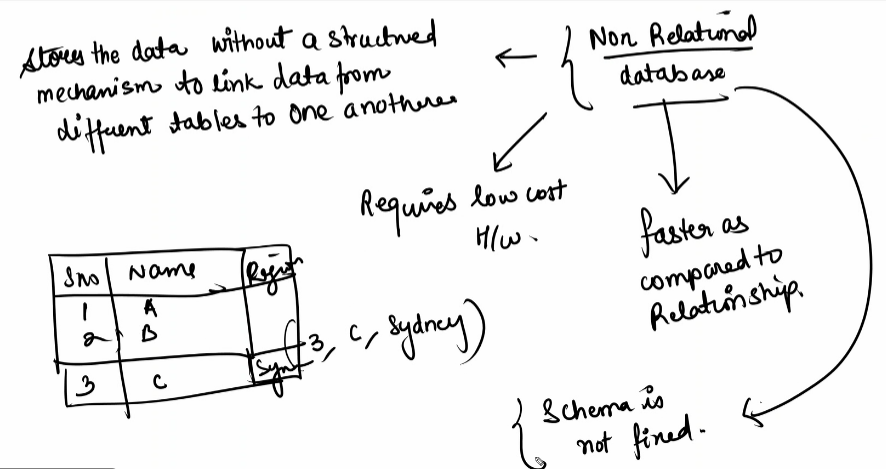 Non Relational
database
Stores the data without a structured
mechanism to link data from
different tables to one another
Requires low cost
H/w.
faster as
compared to
Relationship.
Sno Name Region
1 A
2 B
3 C Syn
(3, C, Sydney)
Schema is
not fixed.